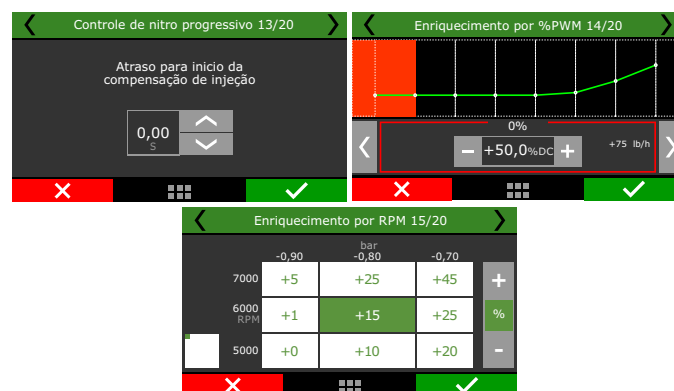 Controle de nitro progressivo 13/20
Atraso para inicio da
compensação de injeção
0,00
S
Enriquecimento por %PWM 14/20
0%
+50,0%DC
+75 lb/h
Enriquecimento por RPM 15/20
bar
-0,90 -0,80 -0,70
7000 +5 +25 +45 +
6000 +1 +15 +25 %
RPM
5000 +0 +10 +20 -